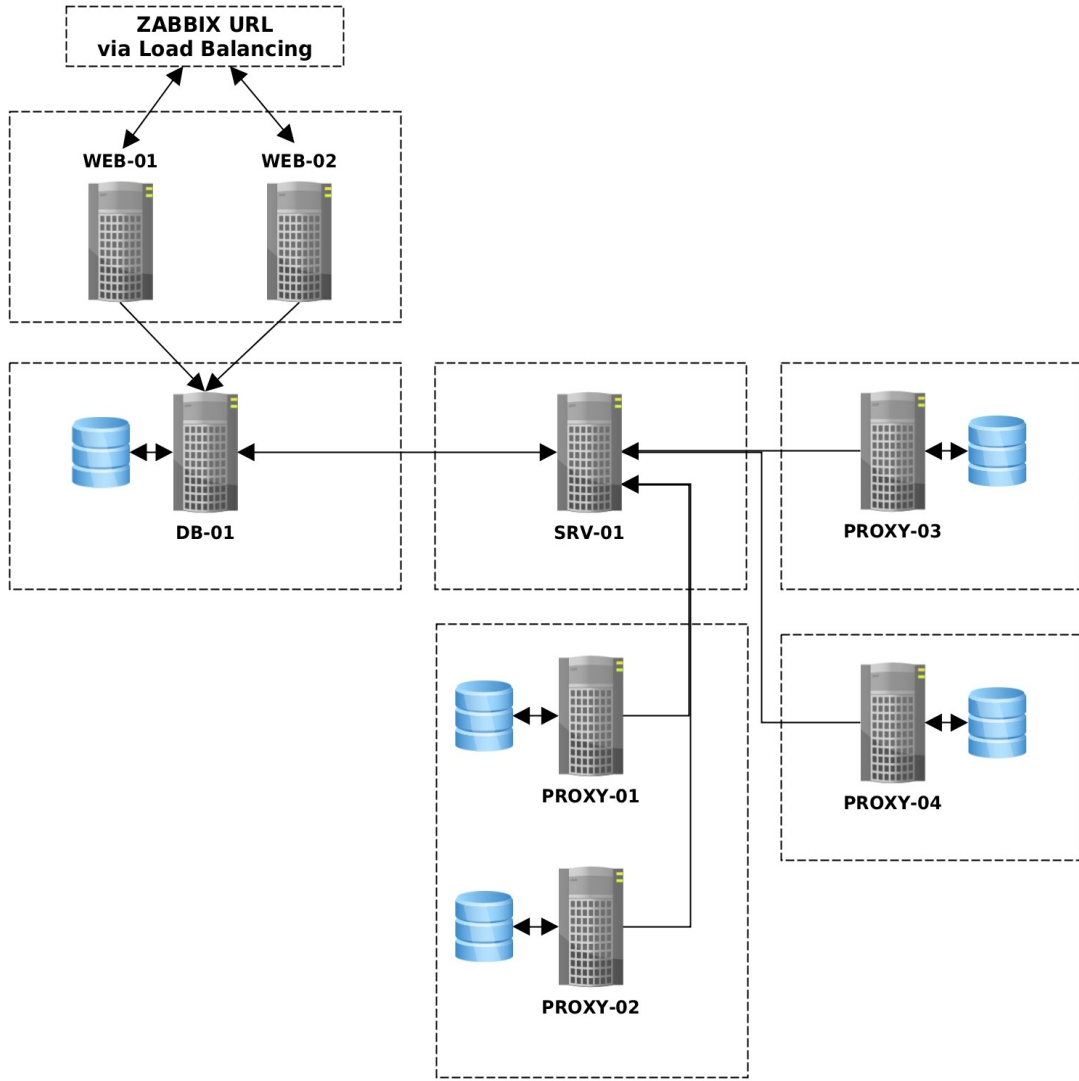 ZABBIX URL
via Load Balancing
WEB-01
WEB-02
DB-01
SRV-01
PROXY-03
PROXY-01
PROXY-04
PROXY-02